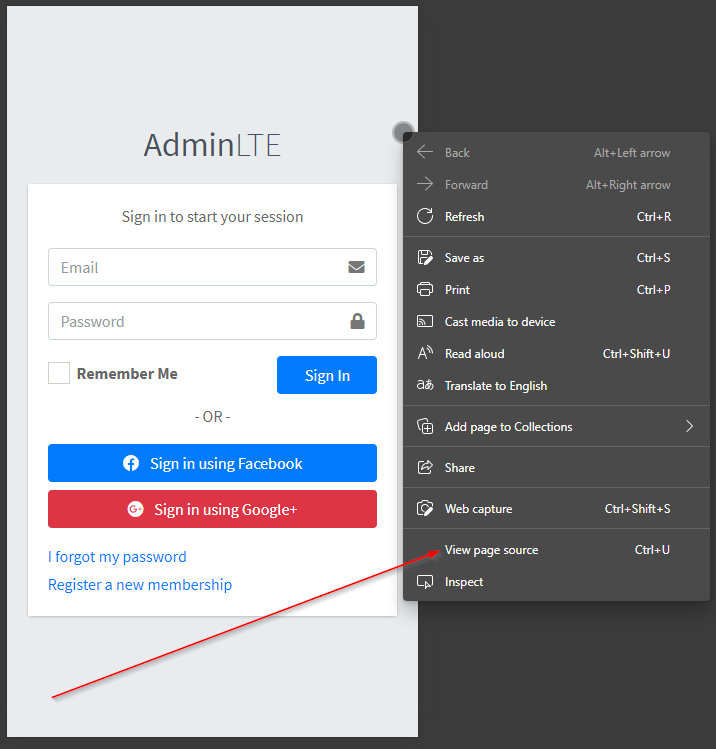 AdminLTE
Sign in to start your session
Email
Password
Remember Me
Sign In
- OR -
Sign in using Facebook
Sign in using Google+
I forgot my password
Register a new membership
Back Alt+Left arrow
Forward Alt+Right arrow
Refresh Ctrl+R
Save as Ctrl+S
Print Ctrl+P
Cast media to device
Read aloud Ctrl+Shift+U
Translate to English
Add page to Collections
Share
Web capture Ctrl+Shift+S
View page source Ctrl+U
Inspect